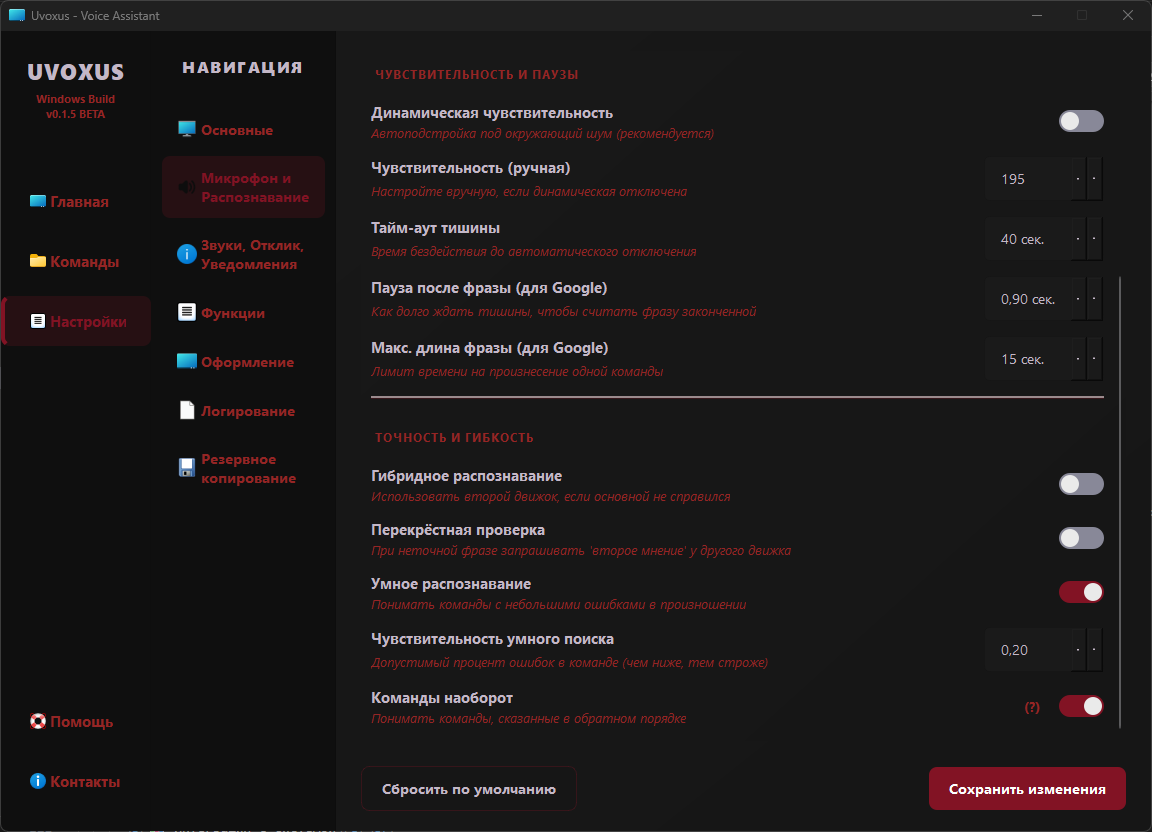 Uvoxus - Voice Assistant
UVOXUS
Windows Build
v0.1.5 BETA
Главная
Команды
Настройки
Помощь
Контакты
НАВИГАЦИЯ
Основные
Микрофон и
Распознавание
Звуки, Отклик,
Уведомления
Функции
Оформление
Логирование
Резервное
копирование
ЧУВСТВИТЕЛЬНОСТЬ И ПАУЗЫ
Динамическая чувствительность
Автоподстройка под окружающий шум (рекомендуется)
Чувствительность (ручная)
195
Настройте вручную, если динамическая отключена
Тайм-аут тишины
40 сек.
Время бездействия до автоматического отключения
Пауза после фразы (для Google)
0,90 сек.
Как долго ждать тишины, чтобы считать фразу законченной
Макс. длина фразы (для Google)
15 сек.
Лимит времени на произнесение одной команды
ТОЧНОСТЬ И ГИБКОСТЬ
Гибридное распознавание
Использовать второй движок, если основной не справился
Перекрёстная проверка
При неточной фразе запрашивать 'второе мнение' у другого движка
Умное распознавание
Понимать команды с небольшими ошибками в произношении
Чувствительность умного поиска
0,20
Допустимый процент ошибок в команде (чем ниже, тем строже)
Команды наоборот
(?)
Понимать команды, сказанные в обратном порядке
Сбросить по умолчанию
Сохранить изменения